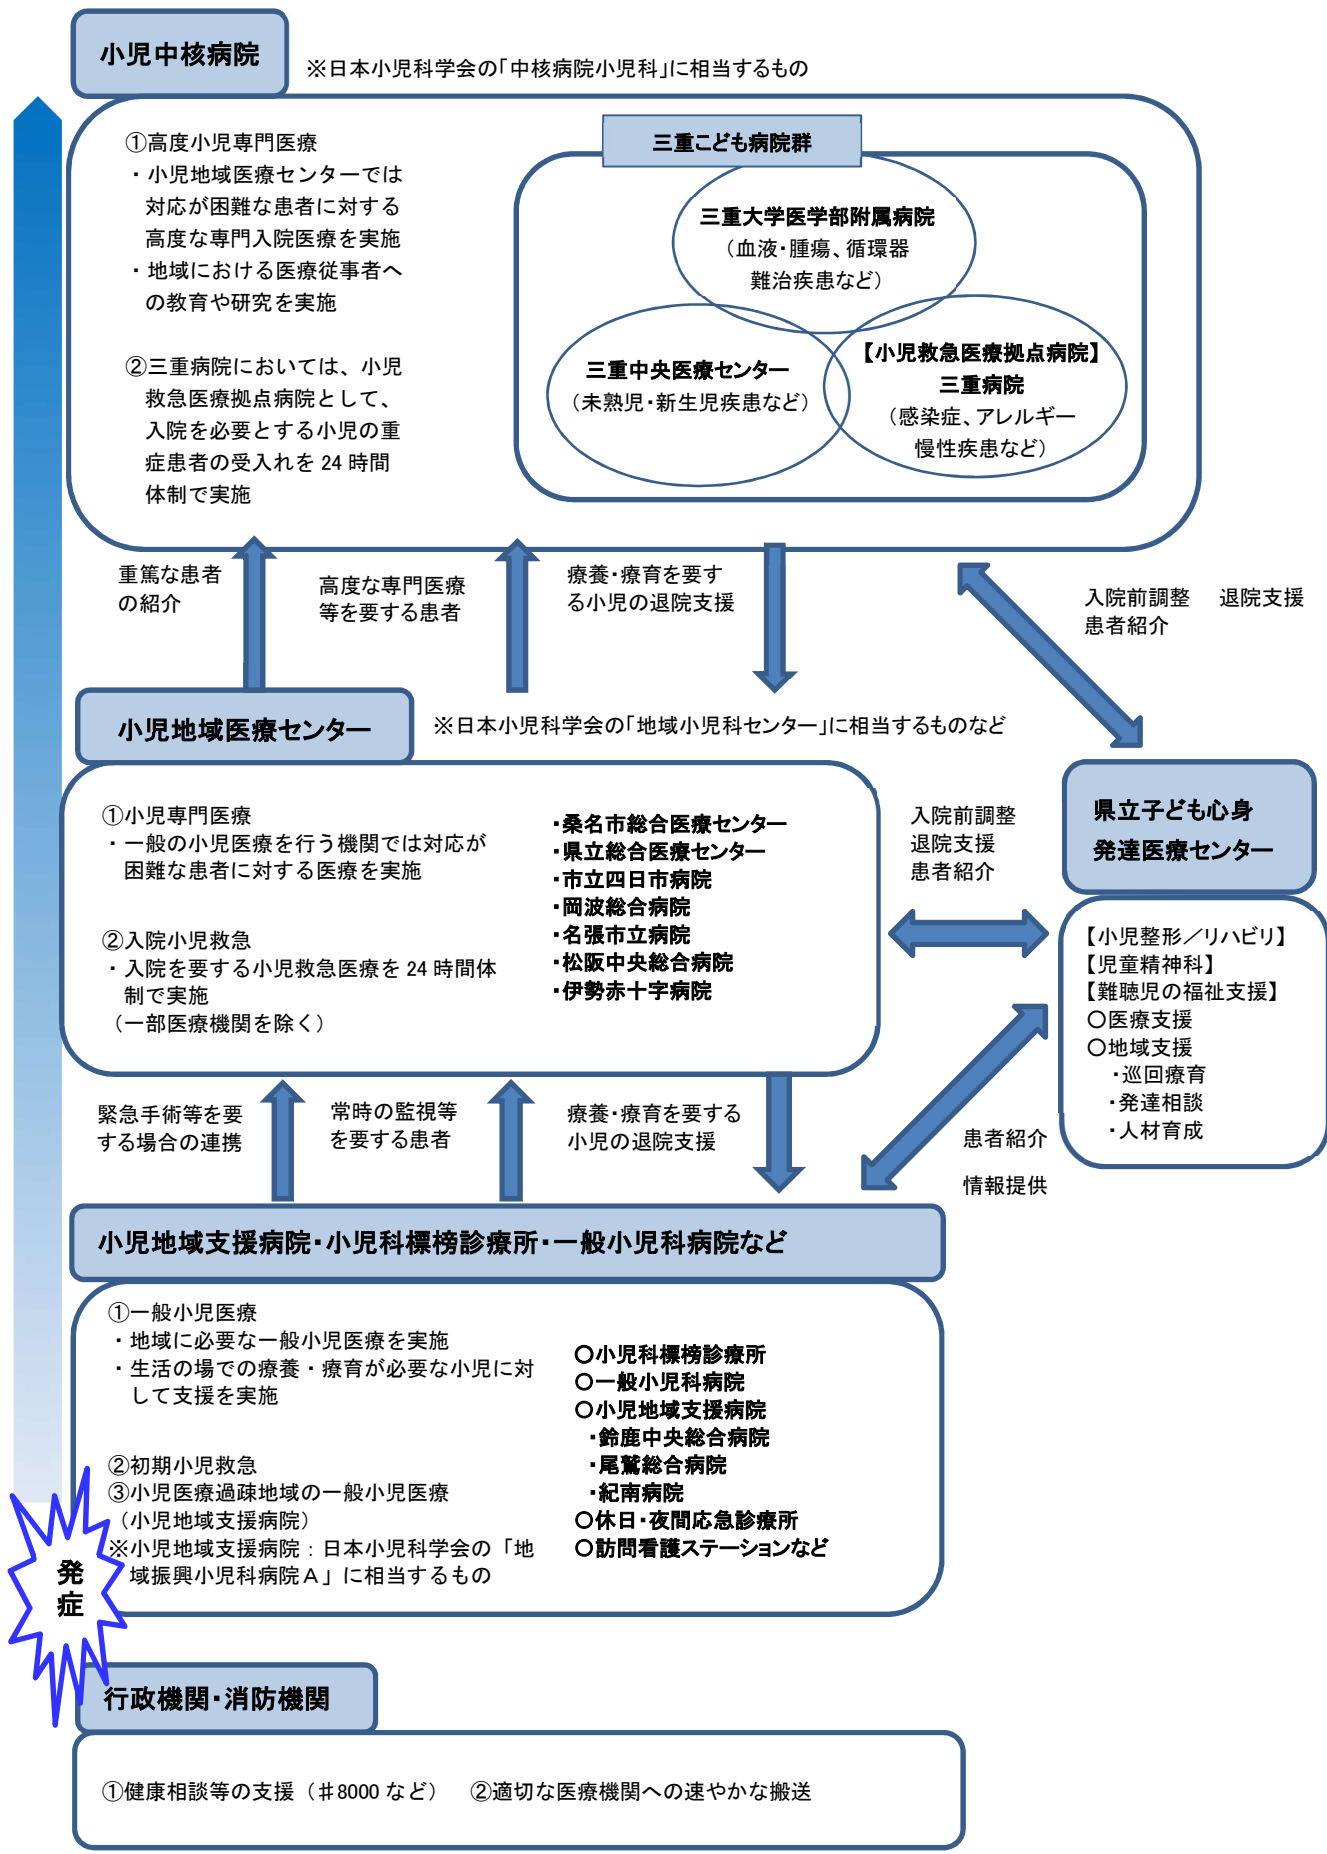 小児中核病院
※日本小児科学会の「中核病院小児科」に相当するもの
①高度小児専門医療
・小児地域医療センターでは
対応が困難な患者に対する
高度な専門入院医療を実施
・地域における医療従事者へ
の教育や研究を実施
②三重病院においては、小児
救急医療拠点病院として、
入院を必要とする小児の重
症患者の受入れを 24 時間
体制で実施
三重こども病院群
三重大学医学部附属病院
（血液・腫瘍、循環器
難治疾患など）
三重中央医療センター
（未熟児・新生児疾患など）
【小児救急医療拠点病院】
三重病院
（感染症、アレルギー
慢性疾患など）
重篤な患者
の紹介
高度な専門医療
等を要する患者
療養・療育を要す
る小児の退院支援
入院前調整　退院支援
患者紹介
小児地域医療センター
※日本小児科学会の「地域小児科センター」に相当するものなど
①小児専門医療
・一般の小児医療を行う機関では対応が
困難な患者に対する医療を実施
②入院小児救急
・入院を要する小児救急医療を 24 時間体
制で実施
（一部医療機関を除く）
・桑名市総合医療センター
・県立総合医療センター
・市立四日市病院
・岡波総合病院
・名張市立病院
・松阪中央総合病院
・伊勢赤十字病院
入院前調整
退院支援
患者紹介
県立子ども心身
発達医療センター
【小児整形／リハビリ】
【児童精神科】
【難聴児の福祉支援】
〇医療支援
〇地域支援
・巡回療育
・発達相談
・人材育成
緊急手術等を要
する場合の連携
常時の監視等
を要する患者
療養・療育を要する
小児の退院支援
患者紹介
情報提供
小児地域支援病院・小児科標榜診療所・一般小児科病院など
①一般小児医療
・地域に必要な一般小児医療を実施
・生活の場での療養・療育が必要な小児に対
して支援を実施
②初期小児救急
③小児医療過疎地域の一般小児医療
（小児地域支援病院）
※小児地域支援病院：日本小児科学会の「地
域振興小児科病院Ａ」に相当するもの
〇小児科標榜診療所
〇一般小児科病院
〇小児地域支援病院
・鈴鹿中央総合病院
・尾鷲総合病院
・紀南病院
〇休日・夜間応急診療所
〇訪問看護ステーションなど
発
症
行政機関・消防機関
①健康相談等の支援（＃8000 など）　②適切な医療機関への速やかな搬送